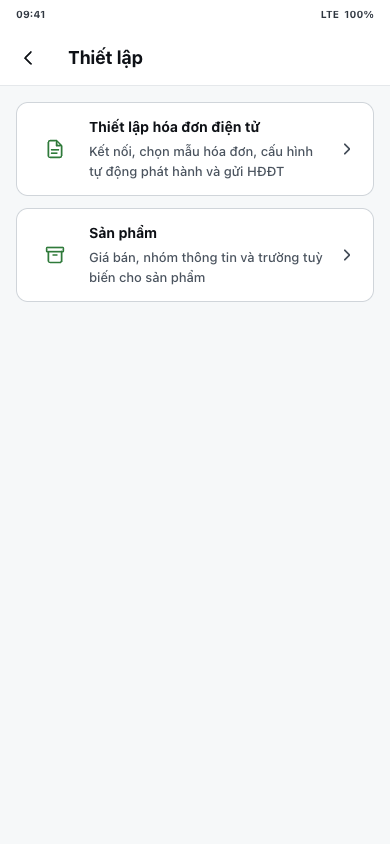 09:41
LTE 100%
Thiết lập
Thiết lập hóa đơn điện tử
Kết nối, chọn mẫu hóa đơn, cấu hình
tự động phát hành và gửi HĐĐT
Sản phẩm
Giá bán, nhóm thông tin và trường tuỳ
biến cho sản phẩm